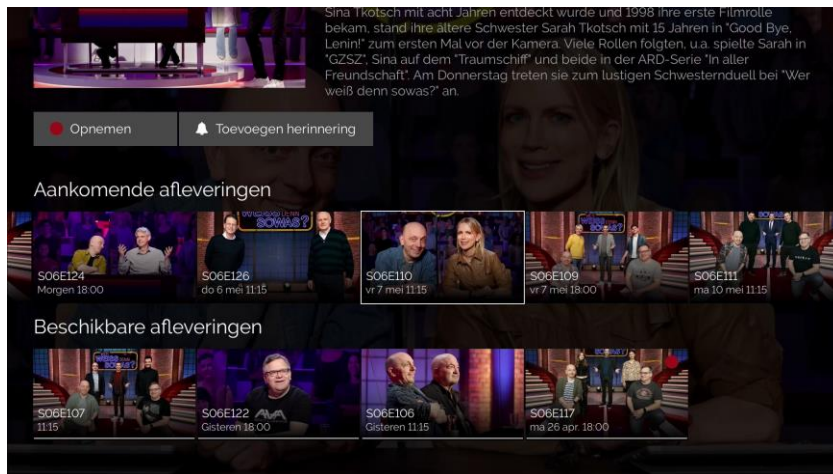 Sina Tkotsch mit acht Jahren entdeckt wurde und 1998 ihre erste Filmrolle
bekam, stand ihre ältere Schwester Sarah Tkotsch mit 15 Jahren in "Good Bye,
Lenin!" zum ersten Mal vor der Kamera. Viele Rollen folgten, u.a. spielte Sarah in
"GZSZ", Sina auf dem "Traumschiff" und beide in der ARD-Serie "In aller
Freundschaft". Am Donnerstag treten sie zum lustigen Schwesternduell bei "Wer
weiß denn sowas?" an.
Opnemen
Toevoegen herinnering
Aankomende afleveringen
SOWAS?
SOWAS?
S06E124
Morgen 18:00
S06E126
do 6 mei 11:15
S06E110
vr 7 mei 11:15
S06E109
vr 7 mei 18:00
S06E111
ma 10 mei 11:15
Beschikbare afleveringen
S06E107
11:15
S06E122
Gisteren 18:00
S06E106
Gisteren 11:15
S06E117
ma 26 apr. 18:00